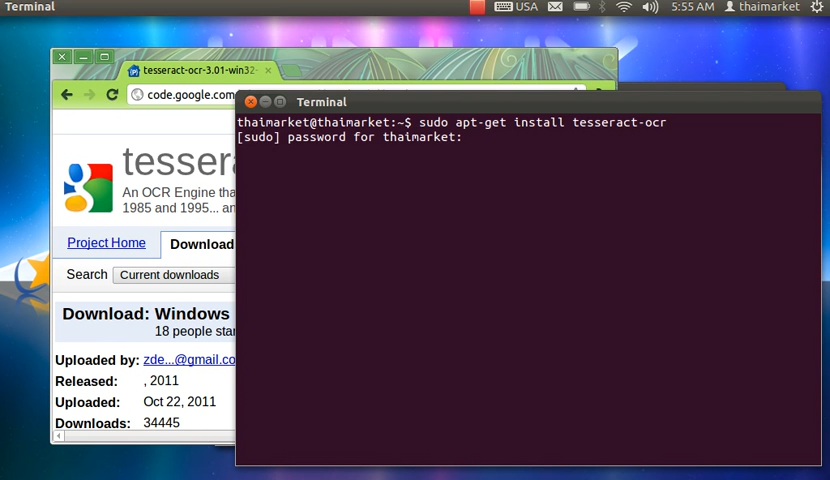 Terminal
USA
5:55 AM
thaimarket
tesseract-ocr-3.01-win32-
code.google.com
Terminal
thaimarket@thaimarket:~$ sudo apt-get install tesseract-ocr
[sudo] password for thaimarket:
tessera
An OCR Engine tha
1985 and 1995... an
Project Home
Download
Search
Current downloads
Download: Windows
18 people star
Uploaded by: zde...@gmail.co
Released: , 2011
Uploaded: Oct 22, 2011
Downloads: 34445